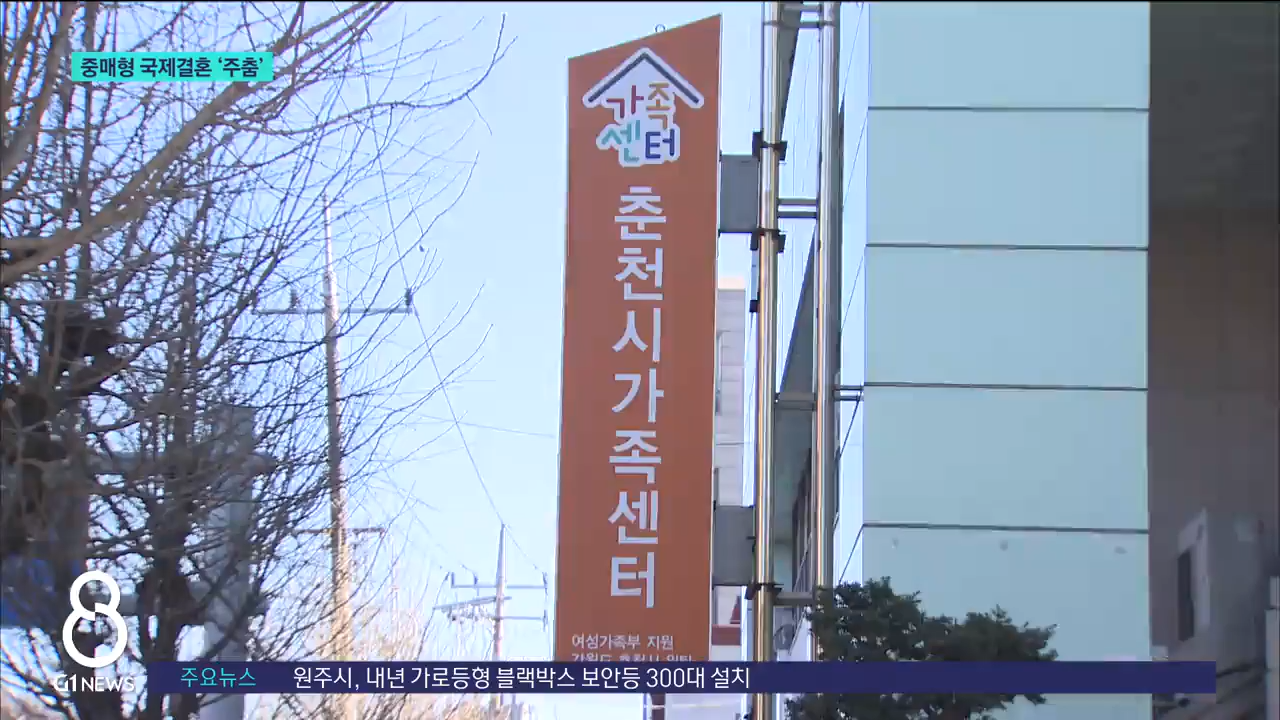 중매형 국제결혼 '주춤'
가족
센터
춘천시가족센터
여성가족부 지원
8
G1NEWS
주요뉴스 원주시, 내년 가로등형 블랙박스 보안등 300대 설치